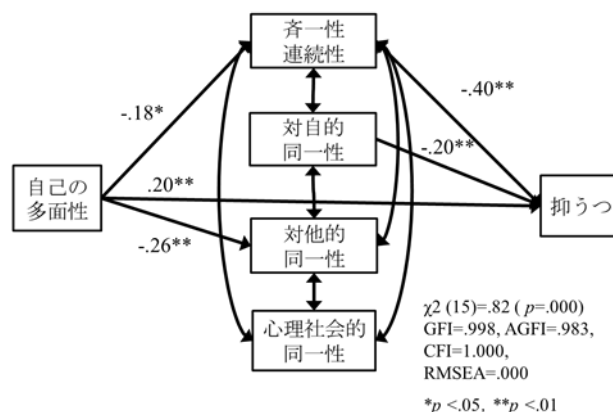 斉一性
連続性
-.18*
-.40**
対自的
同一性
-.20**
自己の
多面性
.20**
抑うつ
-.26**
対他的
同一性
心理社会的
同一性
χ2 (15)=.82 ( p=.000)
GFI=.998, AGFI=.983,
CFI=1.000,
RMSEA=.000
*p <.05, **p <.01